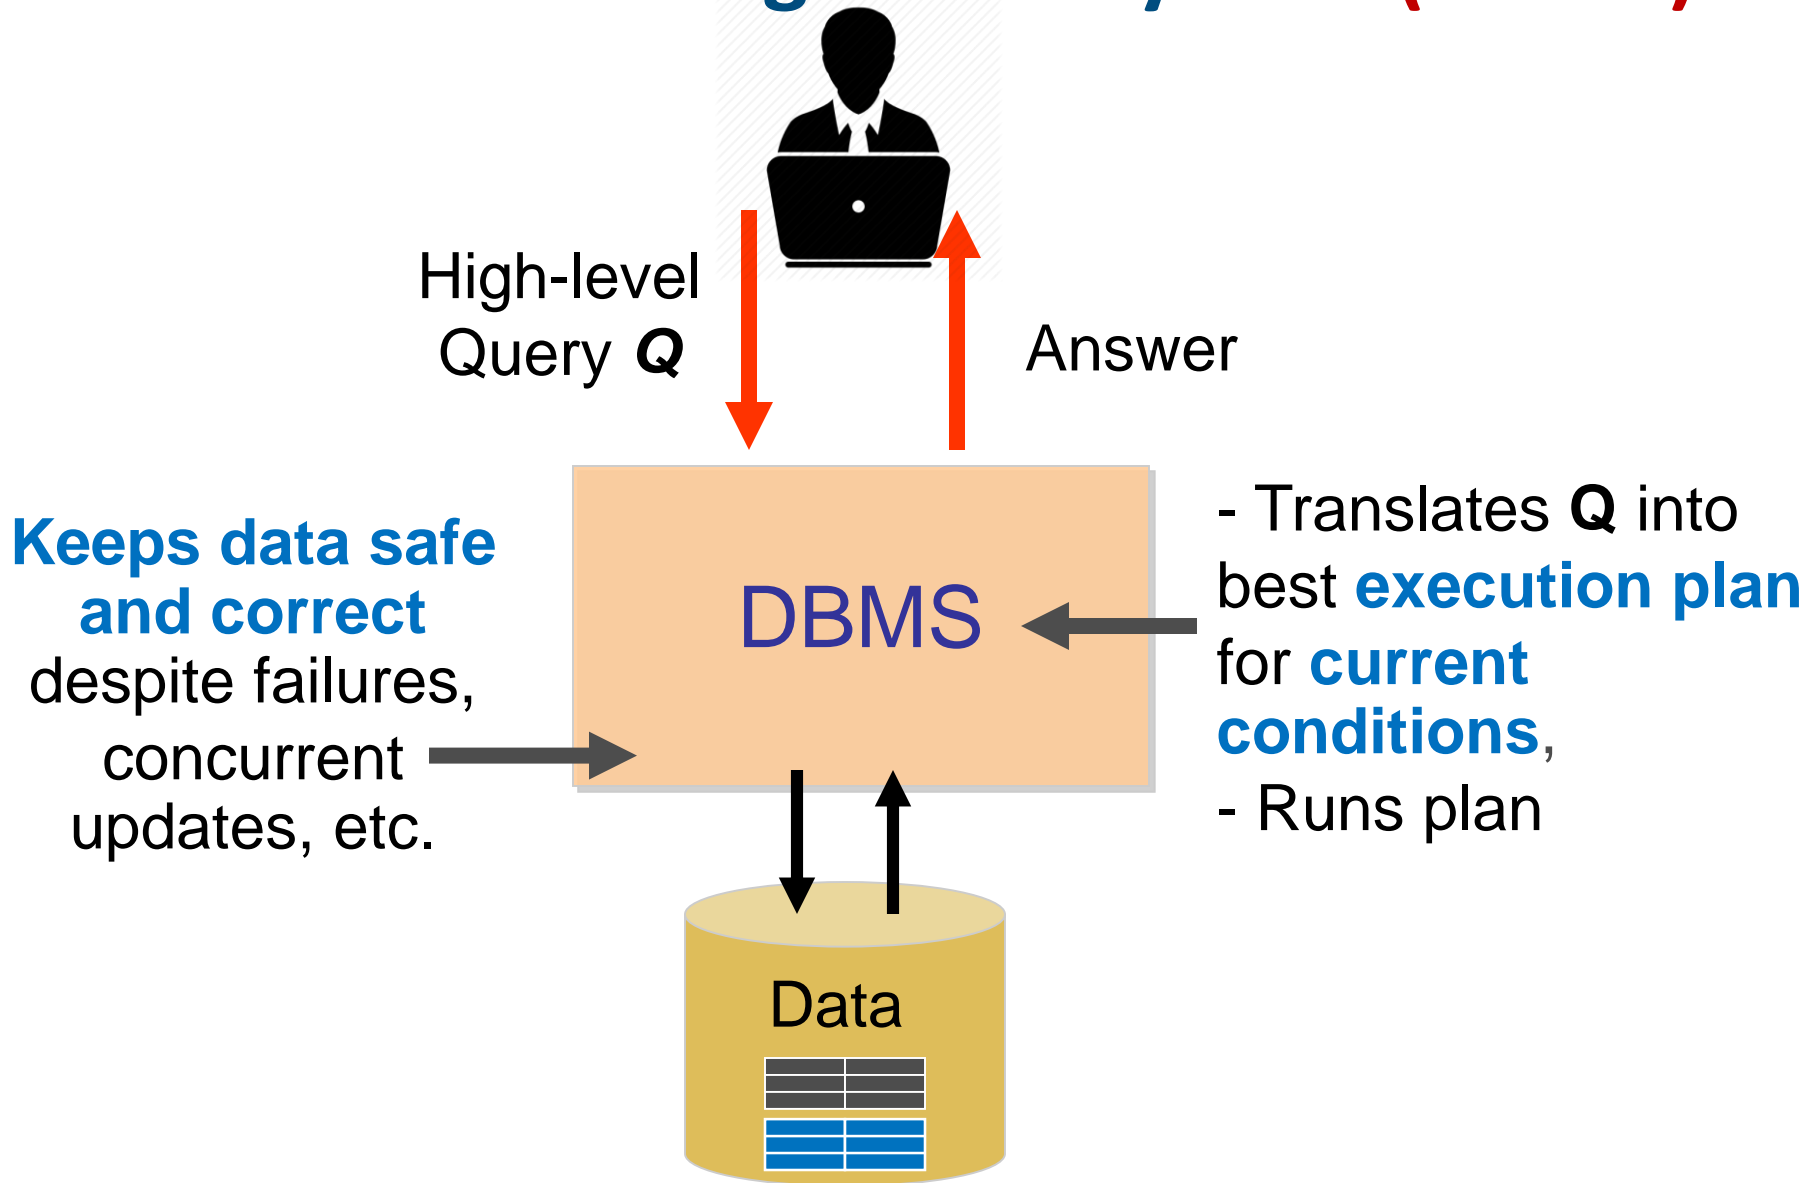 High-level
Query Q
Answer
Keeps data safe
and correct
despite failures,
concurrent
updates, etc.
DBMS
- Translates Q into
best execution plan
for current
conditions,
- Runs plan
Data